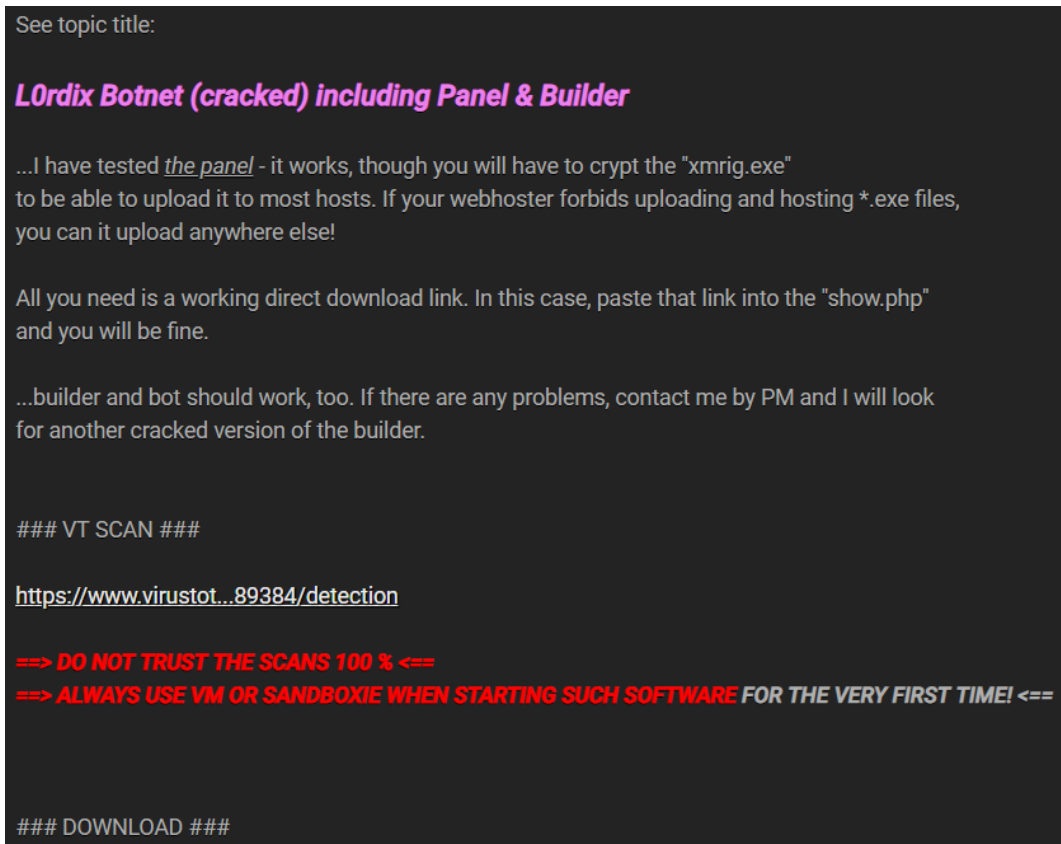 See topic title:
L0rdix Botnet (cracked) including Panel & Builder
...I have tested the panel - it works, though you will have to crypt the "xmrig.exe"
to be able to upload it to most hosts. If your webhoster forbids uploading and hosting *.exe files,
you can it upload anywhere else!
All you need is a working direct download link. In this case, paste that link into the "show.php"
and you will be fine.
...builder and bot should work, too. If there are any problems, contact me by PM and I will look
for another cracked version of the builder.
### VT SCAN ###
https://www.virustot...89384/detection
==> DO NOT TRUST THE SCANS 100 % <==
==> ALWAYS USE VM OR SANDBOXIE WHEN STARTING SUCH SOFTWARE FOR THE VERY FIRST TIME! <==
### DOWNLOAD ###